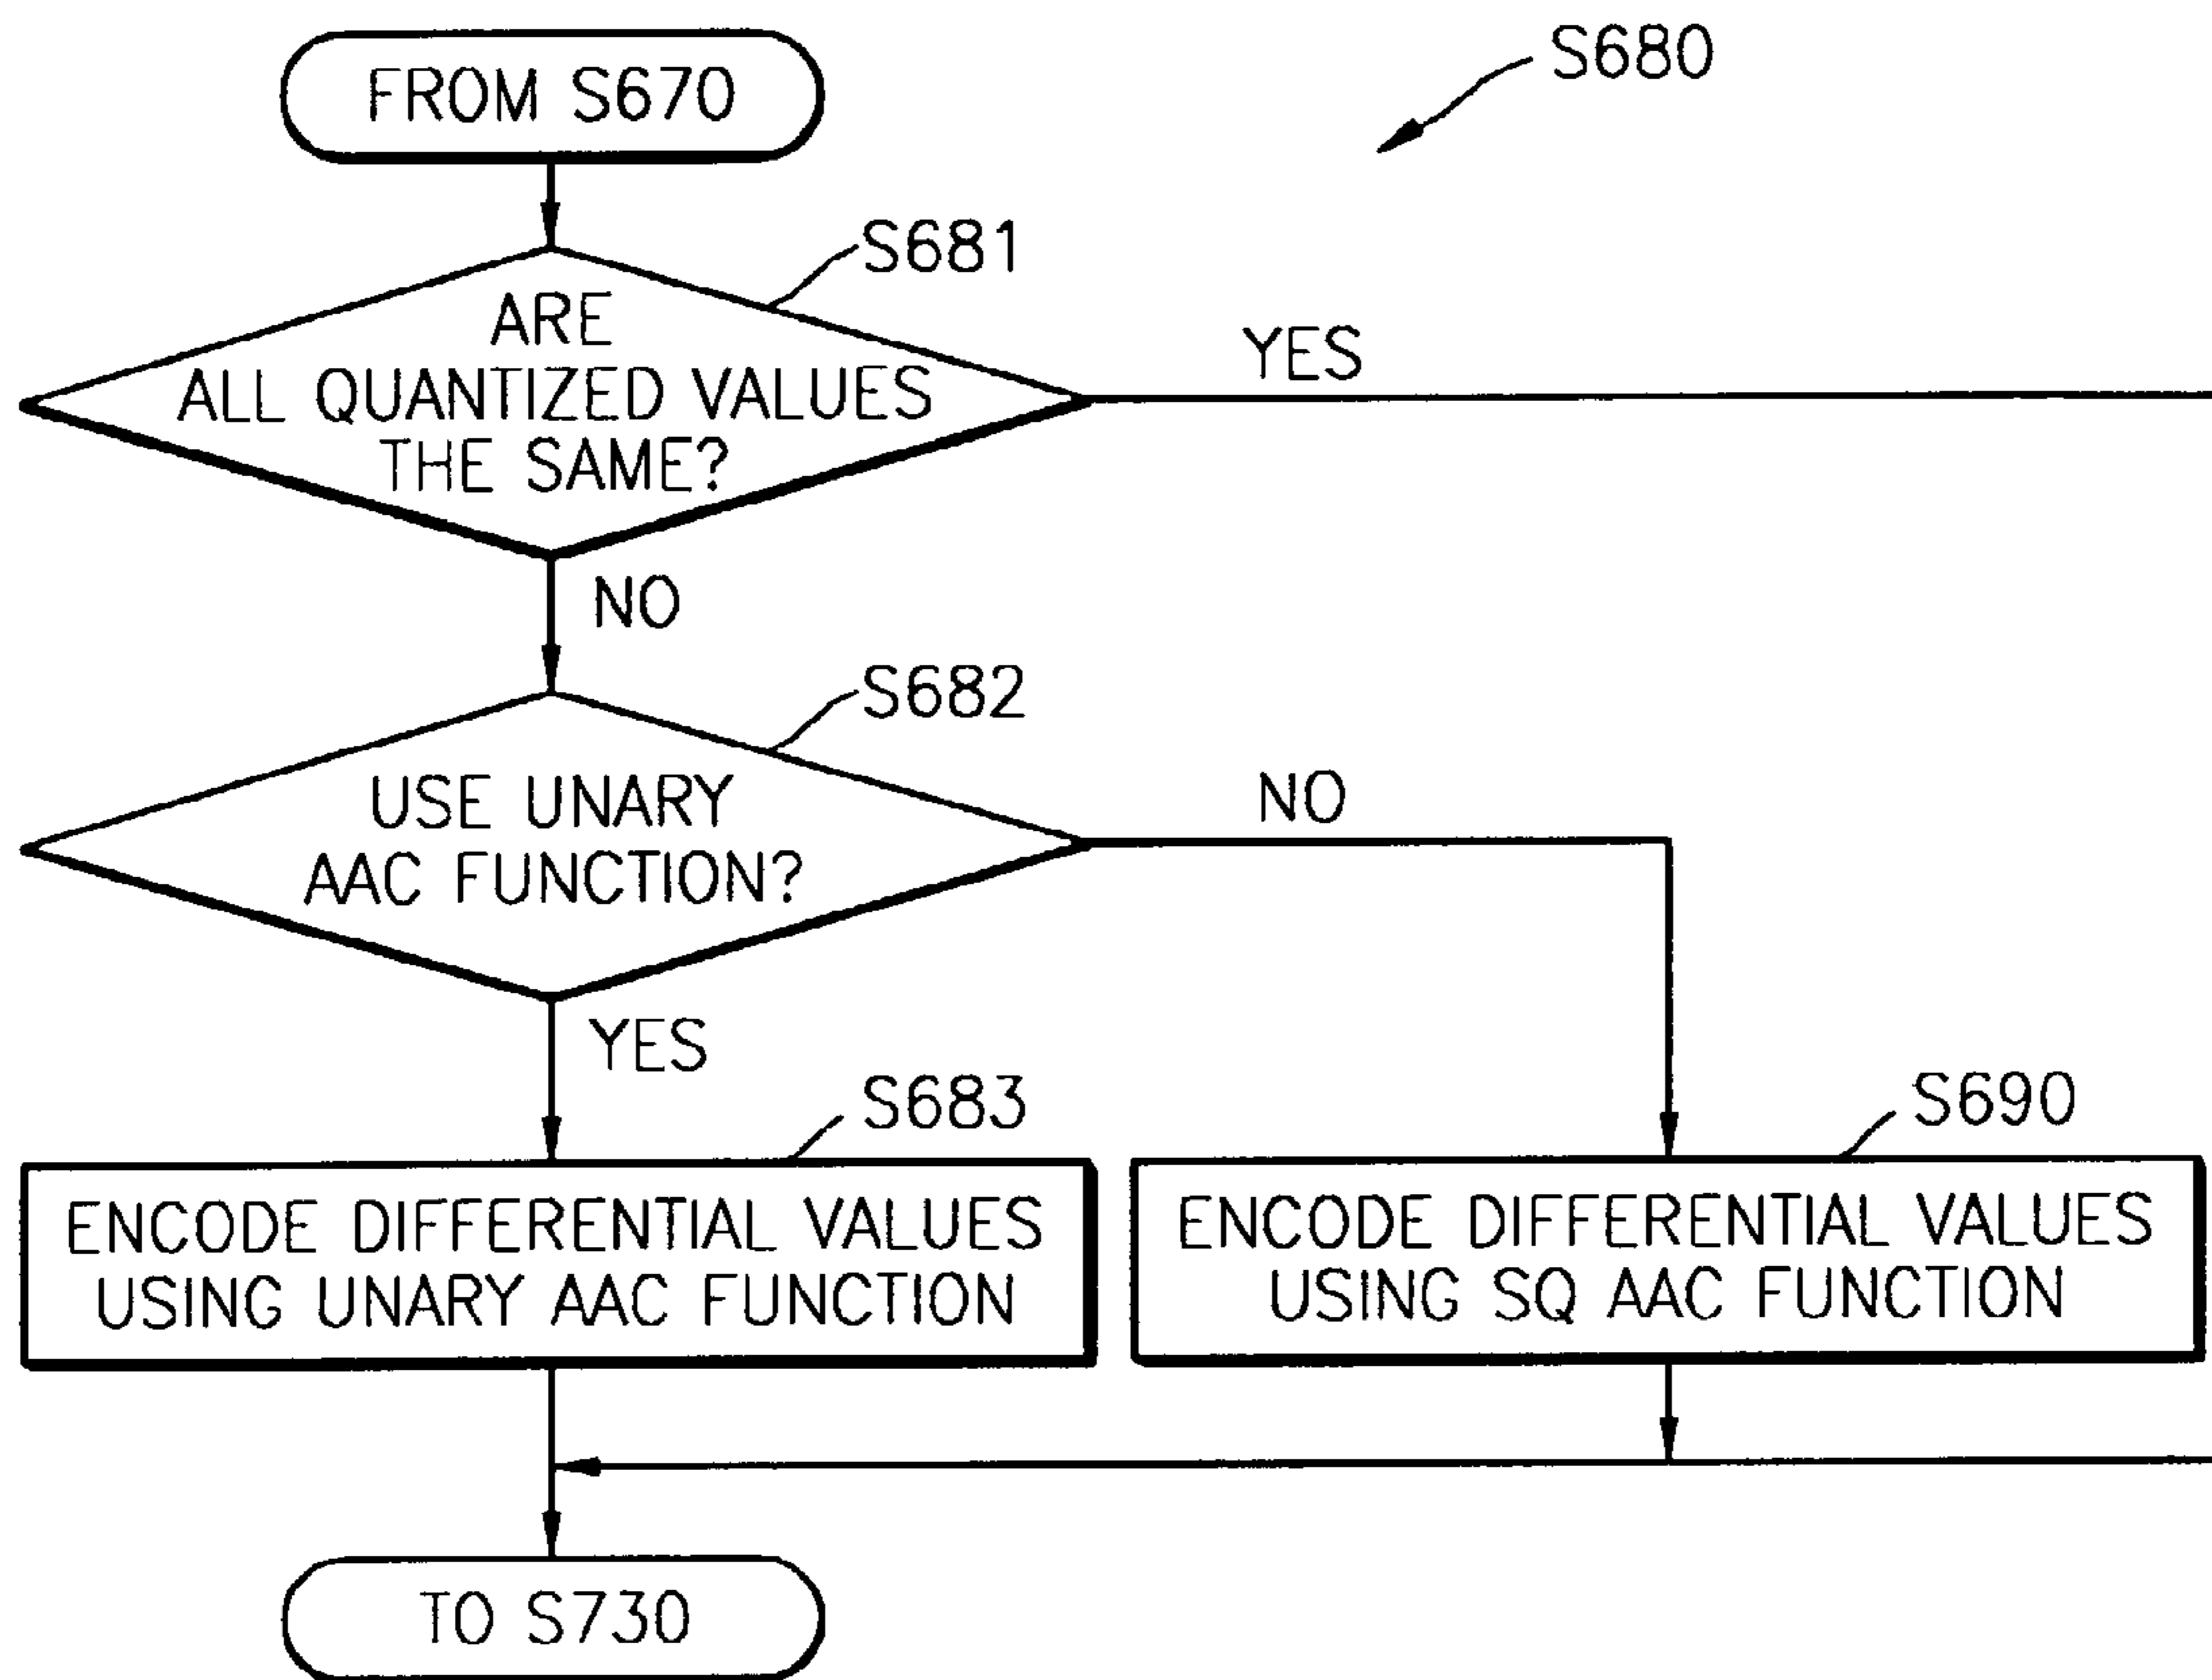 FROM S670
S680
S681
ARE
ALL QUANTIZED VALUES
THE SAME?
YES
NO
S682
USE UNARY
AAC FUNCTION?
NO
YES
S683
ENCODE DIFFERENTIAL VALUES
USING UNARY AAC FUNCTION
S690
ENCODE DIFFERENTIAL VALUES
USING SQ AAC FUNCTION
TO S730